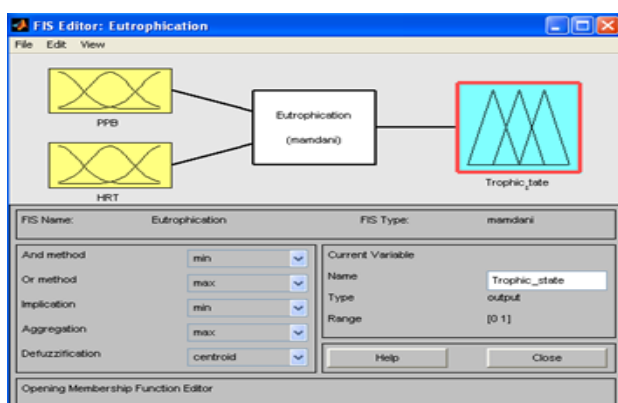 FIS Editor: Eutrophication
File Edit View
PPB
HRT
Eutrophication
(mamdani)
Trophic_state
FIS Name: Eutrophication FIS Type: mamdani
And method min
Or method max
Implication min
Aggregation max
Defuzzification centroid
Current Variable
Name Trophic_state
Type output
Range [0 1]
Help Close
Opening Membership Function Editor